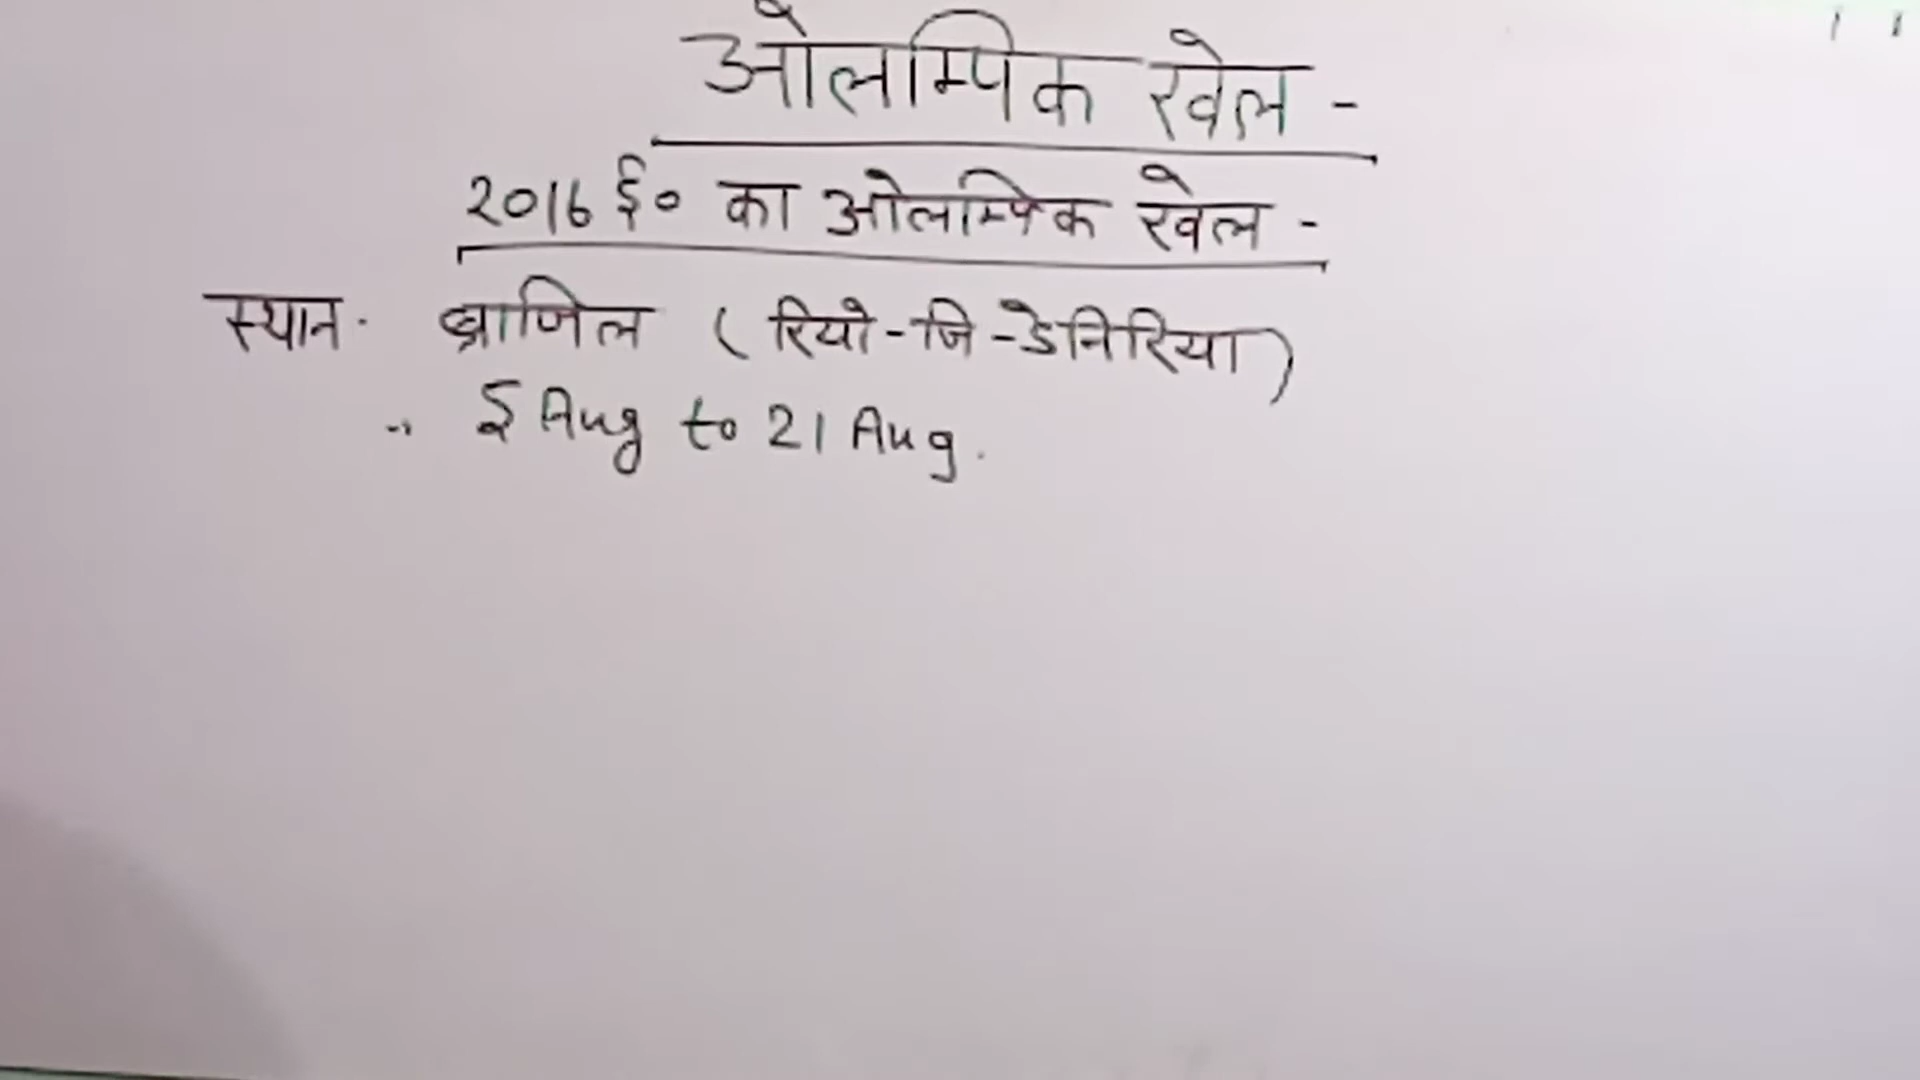 ओलम्पिक खेल -
2016 ई० का ओलम्पिक खेल -
स्थान - ब्राजिल (रियो-जि-डेनिरिया)
5 Aug to 21 Aug.